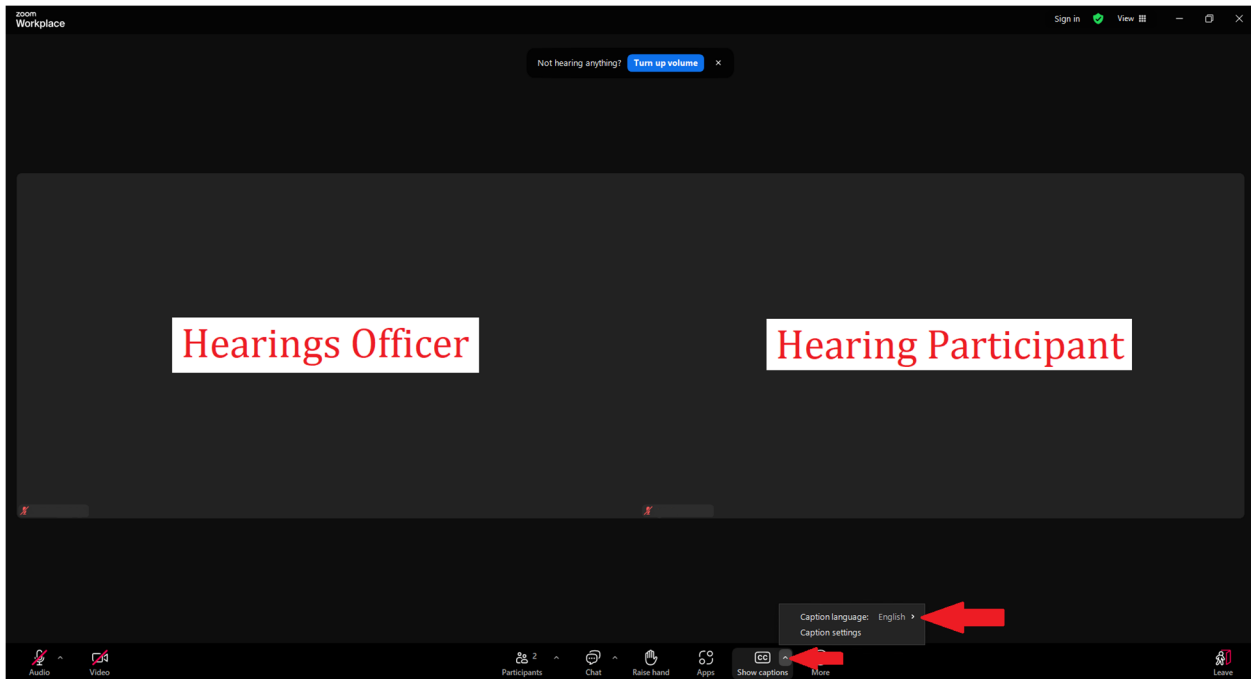 zoom
Workplace
Sign in
View
Not hearing anything? Turn up volume
Hearings Officer
Hearing Participant
Caption language: English
Caption settings
Audio
Video
2
Participants
Chat
Raise hand
Apps
CC
Show captions
More
Leave